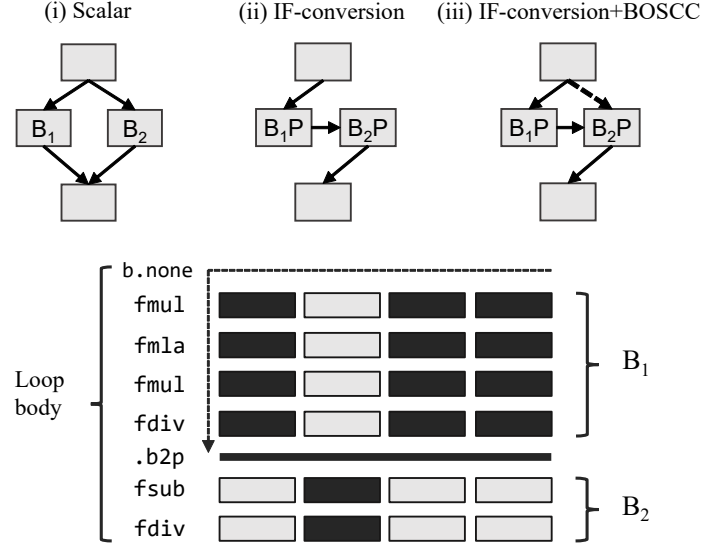 (i) Scalar
(ii) IF-conversion
(iii) IF-conversion+BOSCC
B1
B2
B1P
B2P
B1P
B2P
b.none
fmul
fmla
fmul
fdiv
.b2p
fsub
fdiv
Loop
body
B1
B2